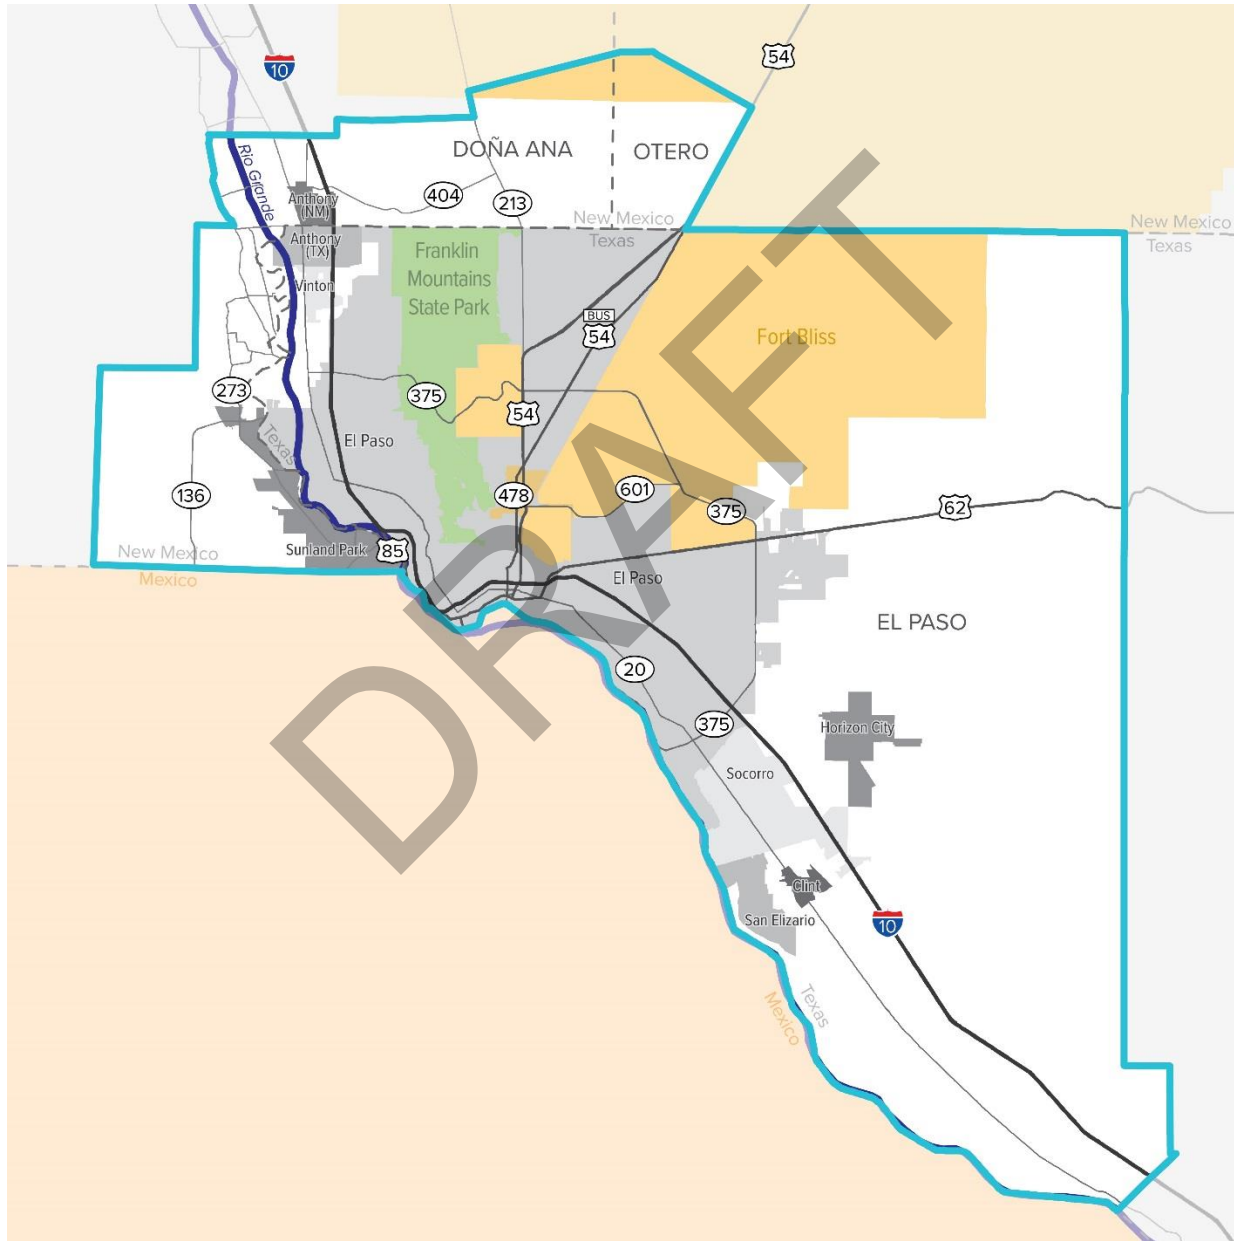 54
10
DOÑA ANA
OTERO
Rio Grande
Anthony
(NM)
404
213
New Mexico
Texas
New Mexico
Texas
Anthony
(TX)
Franklin
Mountains
State Park
Vinton
BUS
54
Fort Bliss
273
375
54
Texas
El Paso
136
478
601
375
62
New Mexico
Mexico
Sunland Park
85
El Paso
EL PASO
20
375
Horizon City
Socorro
Clint
San Elizario
10
Texas
Mexico
DRAFT